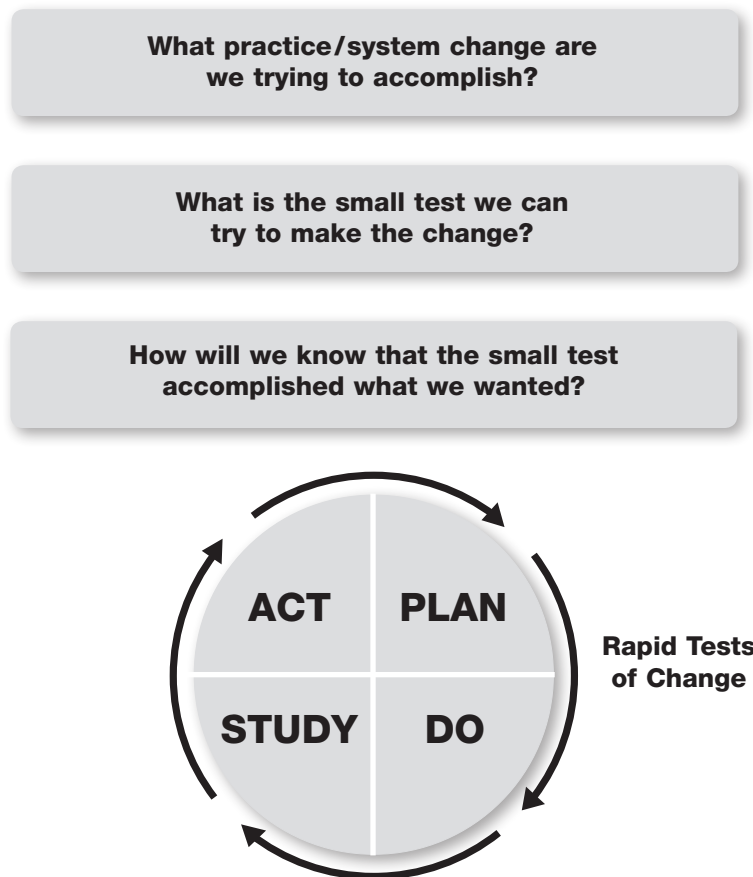 What practice/system change are
we trying to accomplish?
What is the small test we can
try to make the change?
How will we know that the small test
accomplished what we wanted?
ACT
PLAN
Rapid Tests
of Change
STUDY
DO